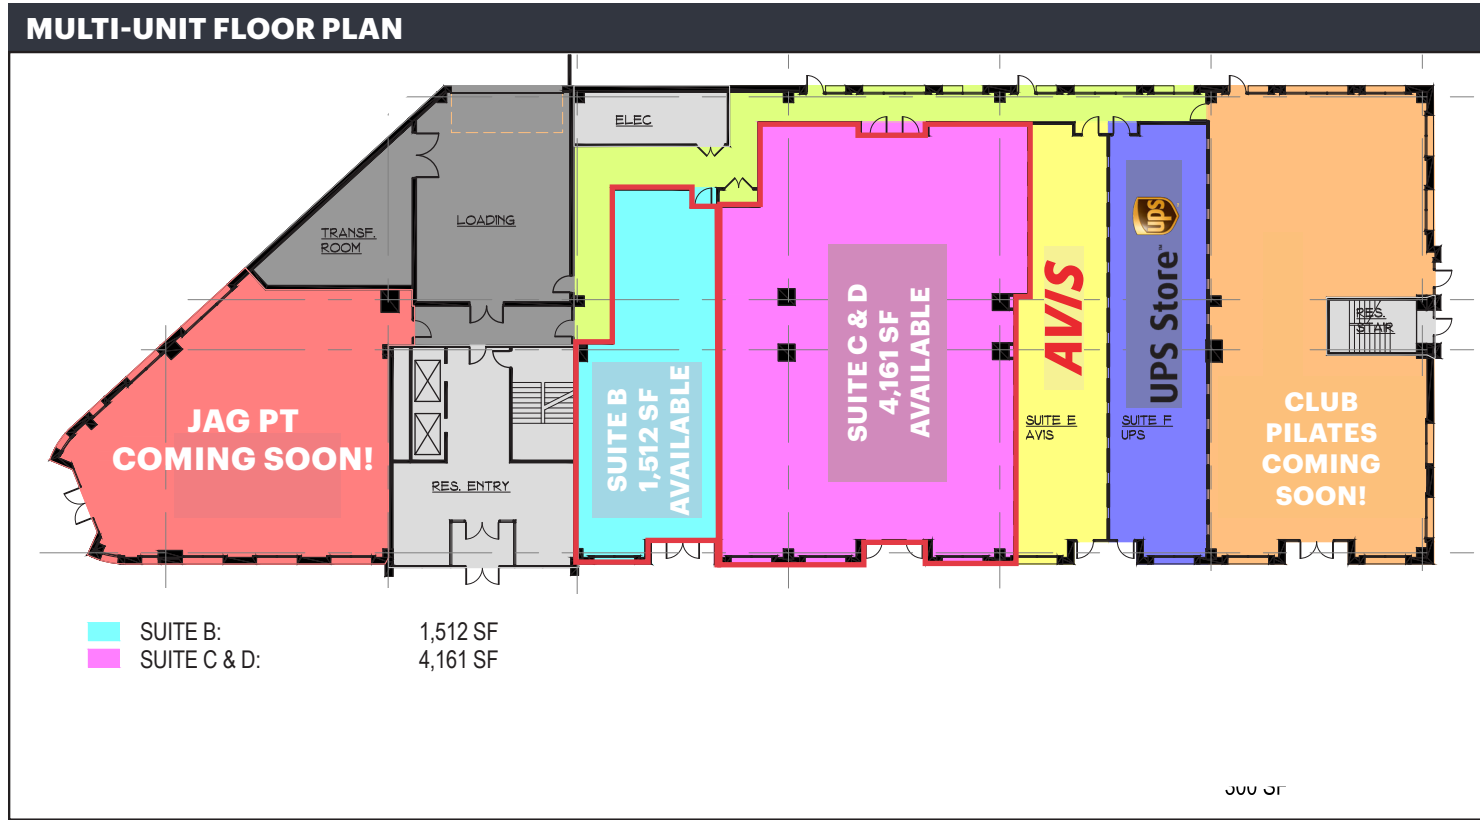 MULTI-UNIT FLOOR PLAN
ELEC
LOADING
TRANSF.
ROOM
JAG PT
COMING SOON!
RES. ENTRY
SUITE B
1,512 SF
AVAILABLE
SUITE C & D
4,161 SF
AVAILABLE
AVIS
SUITE E
AVIS
ups
UPS Store™
SUITE F
UPS
RES.
STAIR
CLUB
PILATES
COMING
SOON!
SUITE B: 1,512 SF
SUITE C & D: 4,161 SF